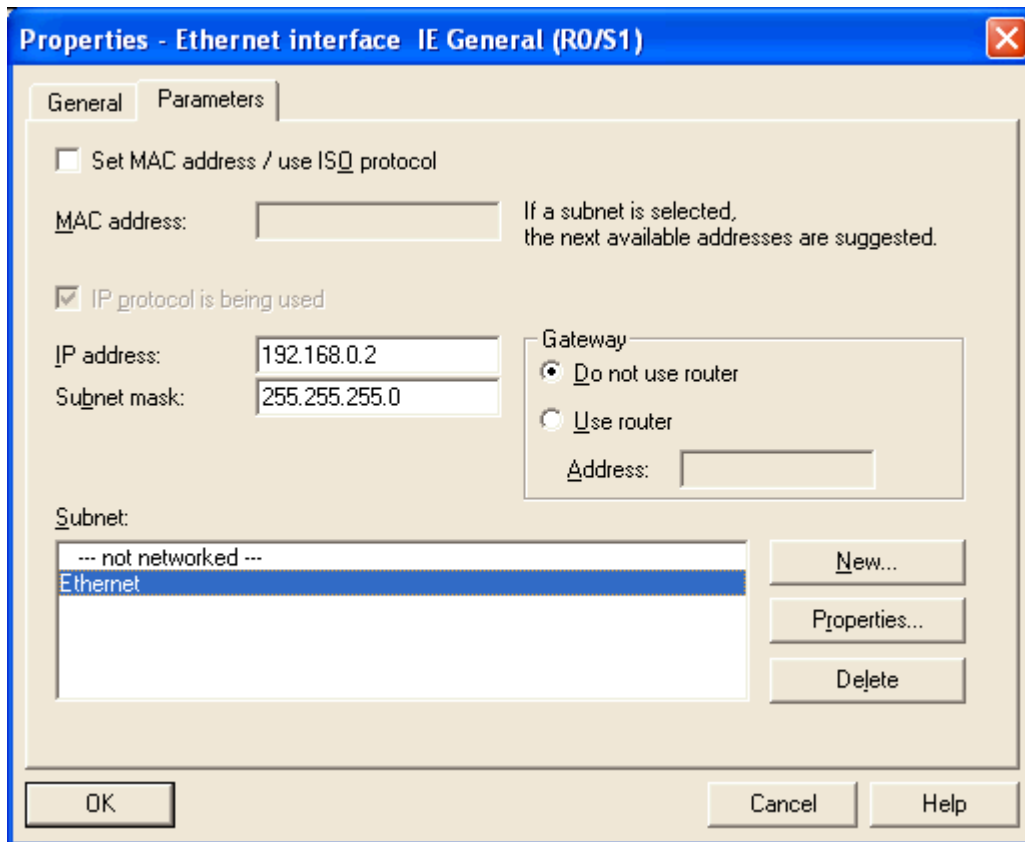 Properties - Ethernet interface  IE General (R0/S1)
General
Parameters
Set MAC address / use ISO protocol
MAC address:
If a subnet is selected,
the next available addresses are suggested.
IP protocol is being used
IP address:
192.168.0.2
Subnet mask:
255.255.255.0
Gateway
Do not use router
Use router
Address:
Subnet:
--- not networked ---
Ethernet
New...
Properties...
Delete
OK
Cancel
Help